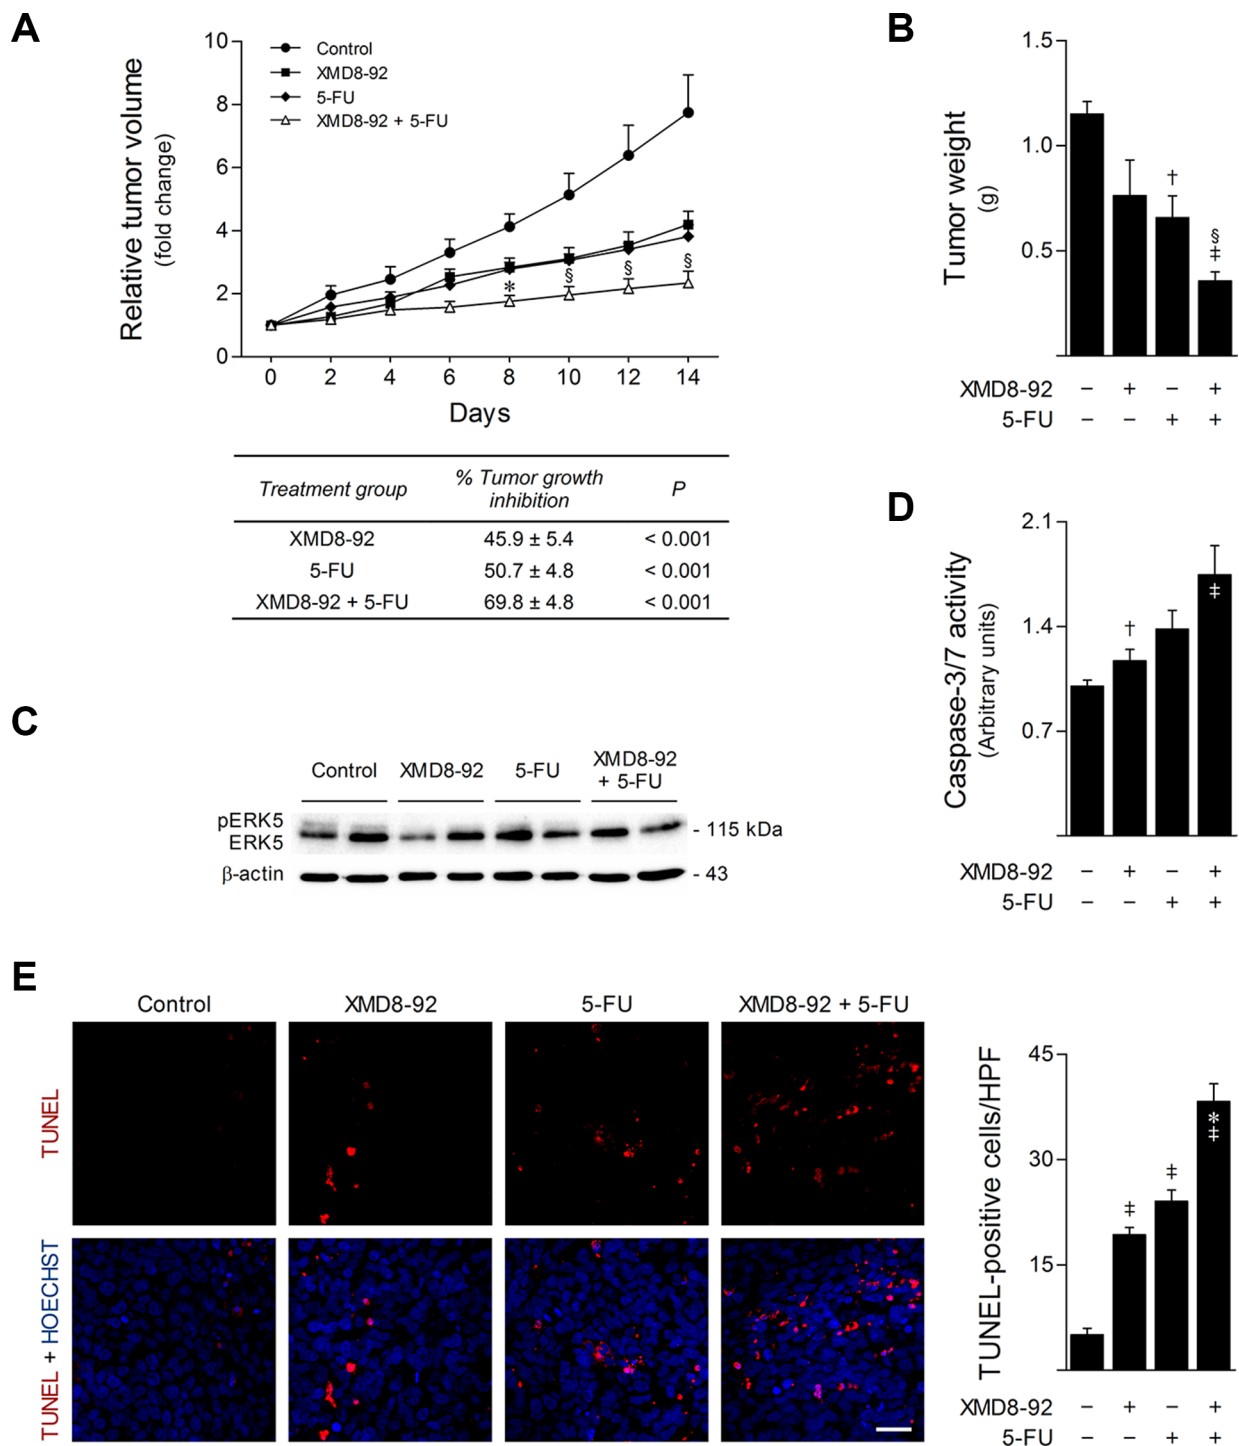 A
Relative tumor volume
(fold change)
10
8
6
4
2
0
Control
XMD8-92
5-FU
XMD8-92 + 5-FU
*
§
§
§
0 2 4 6 8 10 12 14
Days
Treatment group % Tumor growth inhibition P
XMD8-92 45.9 ± 5.4 < 0.001
5-FU 50.7 ± 4.8 < 0.001
XMD8-92 + 5-FU 69.8 ± 4.8 < 0.001
B
Tumor weight
(g)
1.5
1.0
0.5
†
§
‡
XMD8-92 − + − +
5-FU − − + +
C
Control XMD8-92 5-FU XMD8-92 + 5-FU
pERK5
ERK5
- 115 kDa
β-actin
- 43
D
Caspase-3/7 activity
(Arbitrary units)
2.1
1.4
0.7
†
‡
XMD8-92 − + − +
5-FU − − + +
E
Control XMD8-92 5-FU XMD8-92 + 5-FU
TUNEL
TUNEL + HOECHST
TUNEL-positive cells/HPF
45
30
15
‡
‡
*
‡
XMD8-92 − + − +
5-FU − − + +